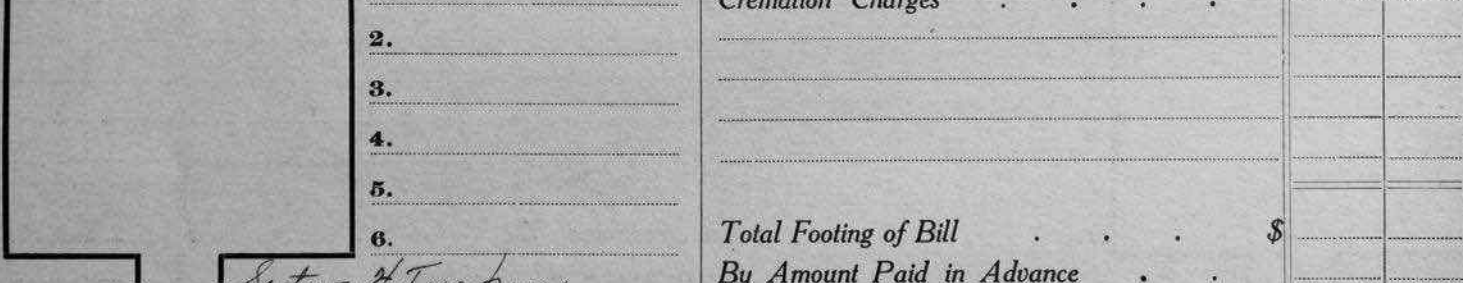 Cremation Charges . . . .
2.
3.
4.
5.
6.
Total Footing of Bill . . . $
By Amount Paid in Advance . .